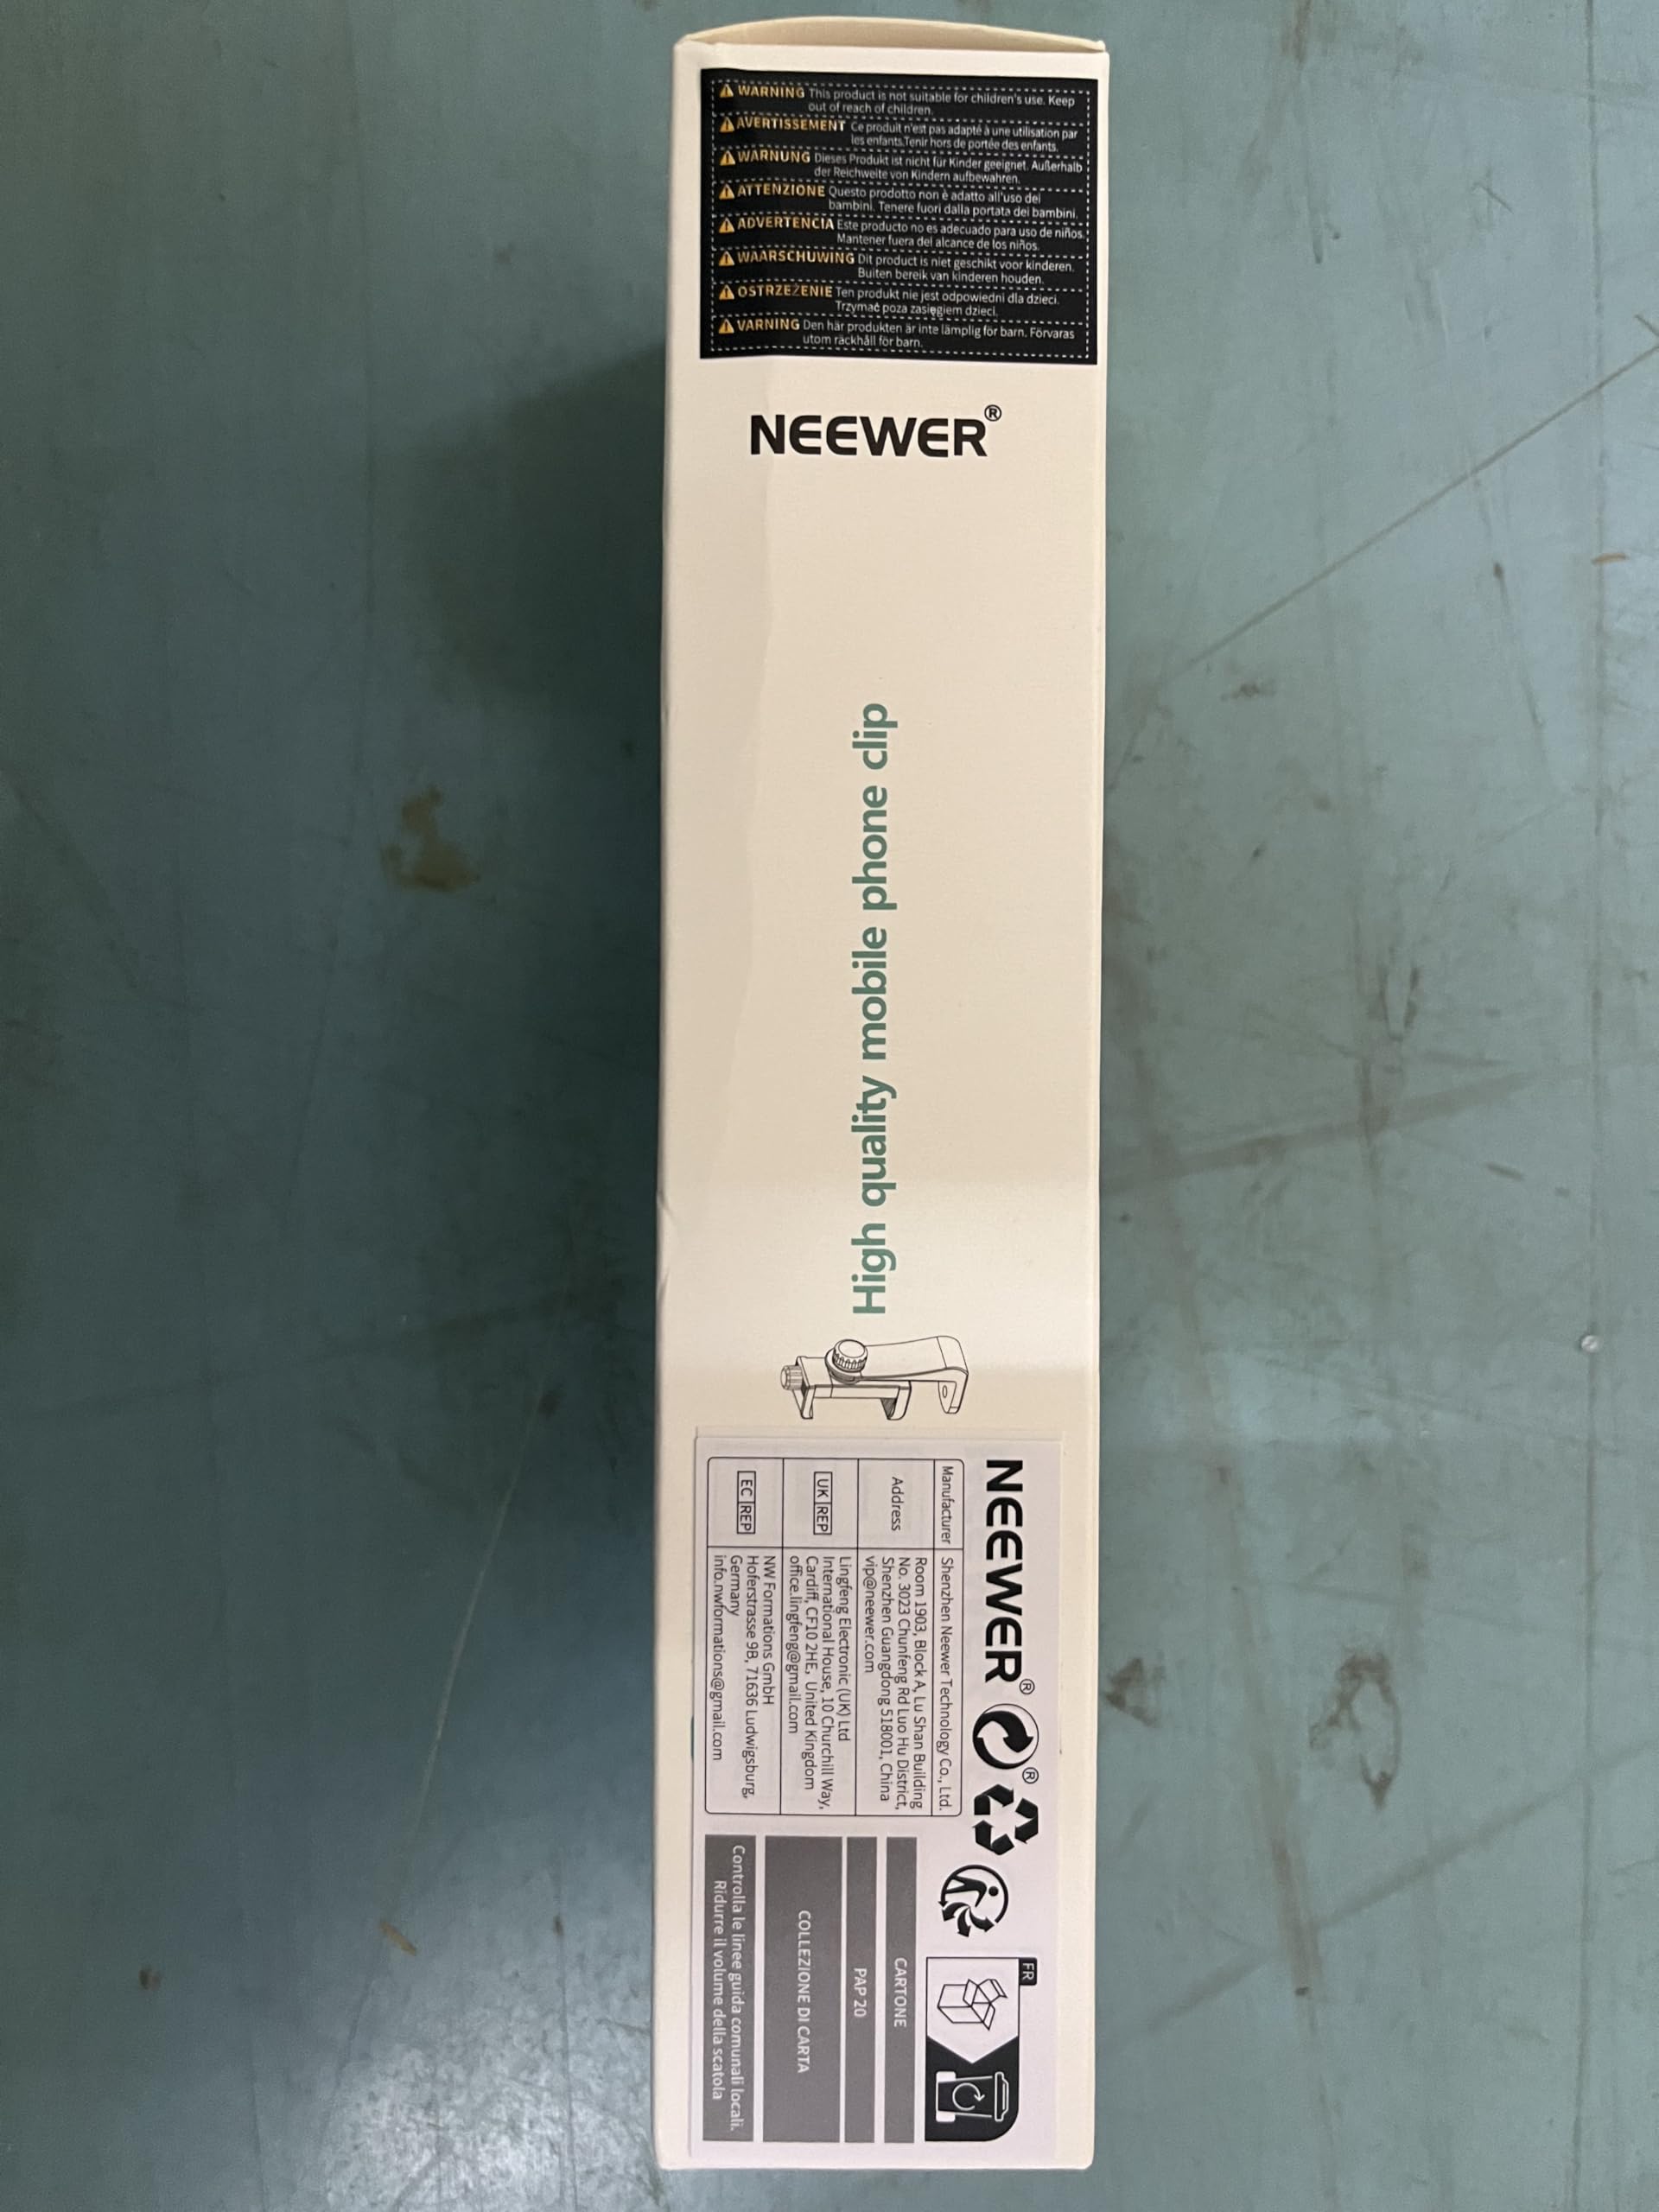 WARNING This product is not suitable for children's use. Keep
out of reach of children.
AVERTISSEMENT Ce produit n'est pas adapté à une utilisation par
les enfants.Tenir hors de portée des enfants.
WARNUNG Dieses Produkt ist nicht für Kinder geeignet. Außerhalb
der Reichweite von Kindern aufbewahren.
ATTENZIONE Questo prodotto non è adatto all'uso dei
bambini. Tenere fuori dalla portata dei bambini.
ADVERTENCIA Este producto no es adecuado para uso de niños.
Mantener fuera del alcance de los niños.
WAARSCHUWING Dit product is niet geschikt voor kinderen.
Buiten bereik van kinderen houden.
OSTRZEŻENIE Ten produkt nie jest odpowiedni dla dzieci.
Trzymać poza zasięgiem dzieci.
VARNING Den här produkten är inte lämplig för barn. Förvaras
utom räckhåll för barn.
NEEWER®
High quality mobile phone clip
NEEWER®
®
Manufacturer Shenzhen Neewer Technology Co., Ltd.
Address
Room 1903, Block A, Lu Shan Building
No. 3023 Chunfeng Rd Luo Hu District,
Shenzhen Guangdong 518001, China
vip@neewer.com
UK REP
Lingfeng Electronic (UK) Ltd
International House, 10 Churchill Way,
Cardiff, CF10 2HE, United Kingdom
office.lingfeng@gmail.com
EC REP
NW Formations GmbH
Hoferstrasse 9B, 71636 Ludwigsburg,
Germany
info.nwformations@gmail.com
FR
CARTONE
PAP 20
COLLEZIONE DI CARTA
Controlla le linee guida comunali locali.
Ridurre il volume della scatola